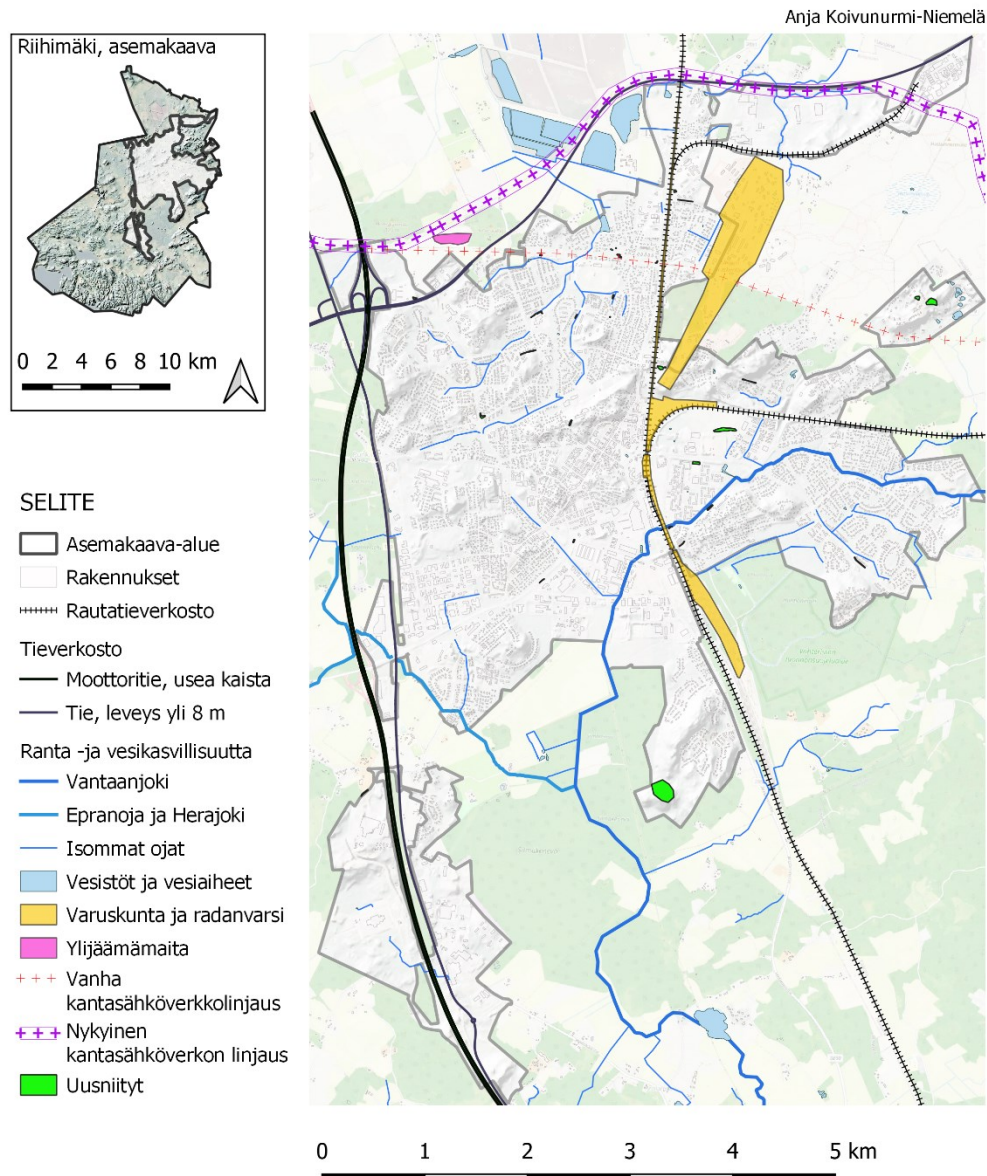 Anja Koivunurmi-Niemelä
Riihimäki, asemakaava
0 2 4 6 8 10 km
SELITE
Asemakaava-alue
Rakennukset
Rautatieverkosto
Tieverkosto
Moottoritie, usea kaista
Tie, leveys yli 8 m
Ranta -ja vesikasvillisuutta
Vantaanjoki
Epranoja ja Herajoki
Isommat ojat
Vesistöt ja vesiaiheet
Varuskunta ja radanvarsi
Ylijäämämaita
Vanha
kantasähköverkkolinjaus
Nykyinen
kantasähköverkon linjaus
Uusniityt
0 1 2 3 4 5 km